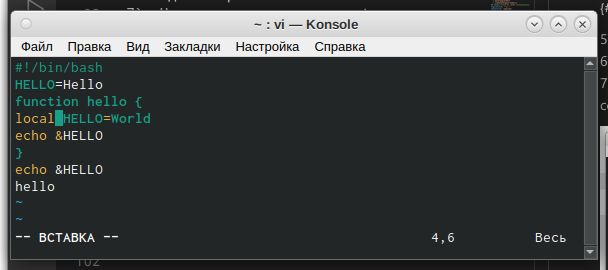 ~ : vi — Konsole
Файл Правка Вид Закладки Настройка Справка
#!/bin/bash
HELLO=Hello
function hello {
local HELLO=World
echo &HELLO
}
echo &HELLO
hello
~
~
-- ВСТАВКА -- 4,6 Весь
102